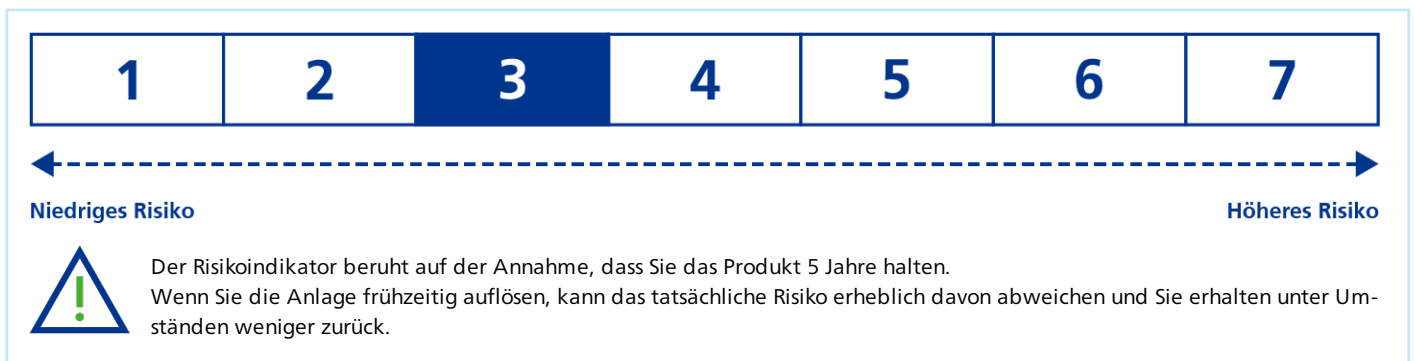 1 2 3 4 5 6 7
Niedriges Risiko Höheres Risiko
Der Risikoindikator beruht auf der Annahme, dass Sie das Produkt 5 Jahre halten.
Wenn Sie die Anlage frühzeitig auflösen, kann das tatsächliche Risiko erheblich davon abweichen und Sie erhalten unter Um-
ständen weniger zurück.